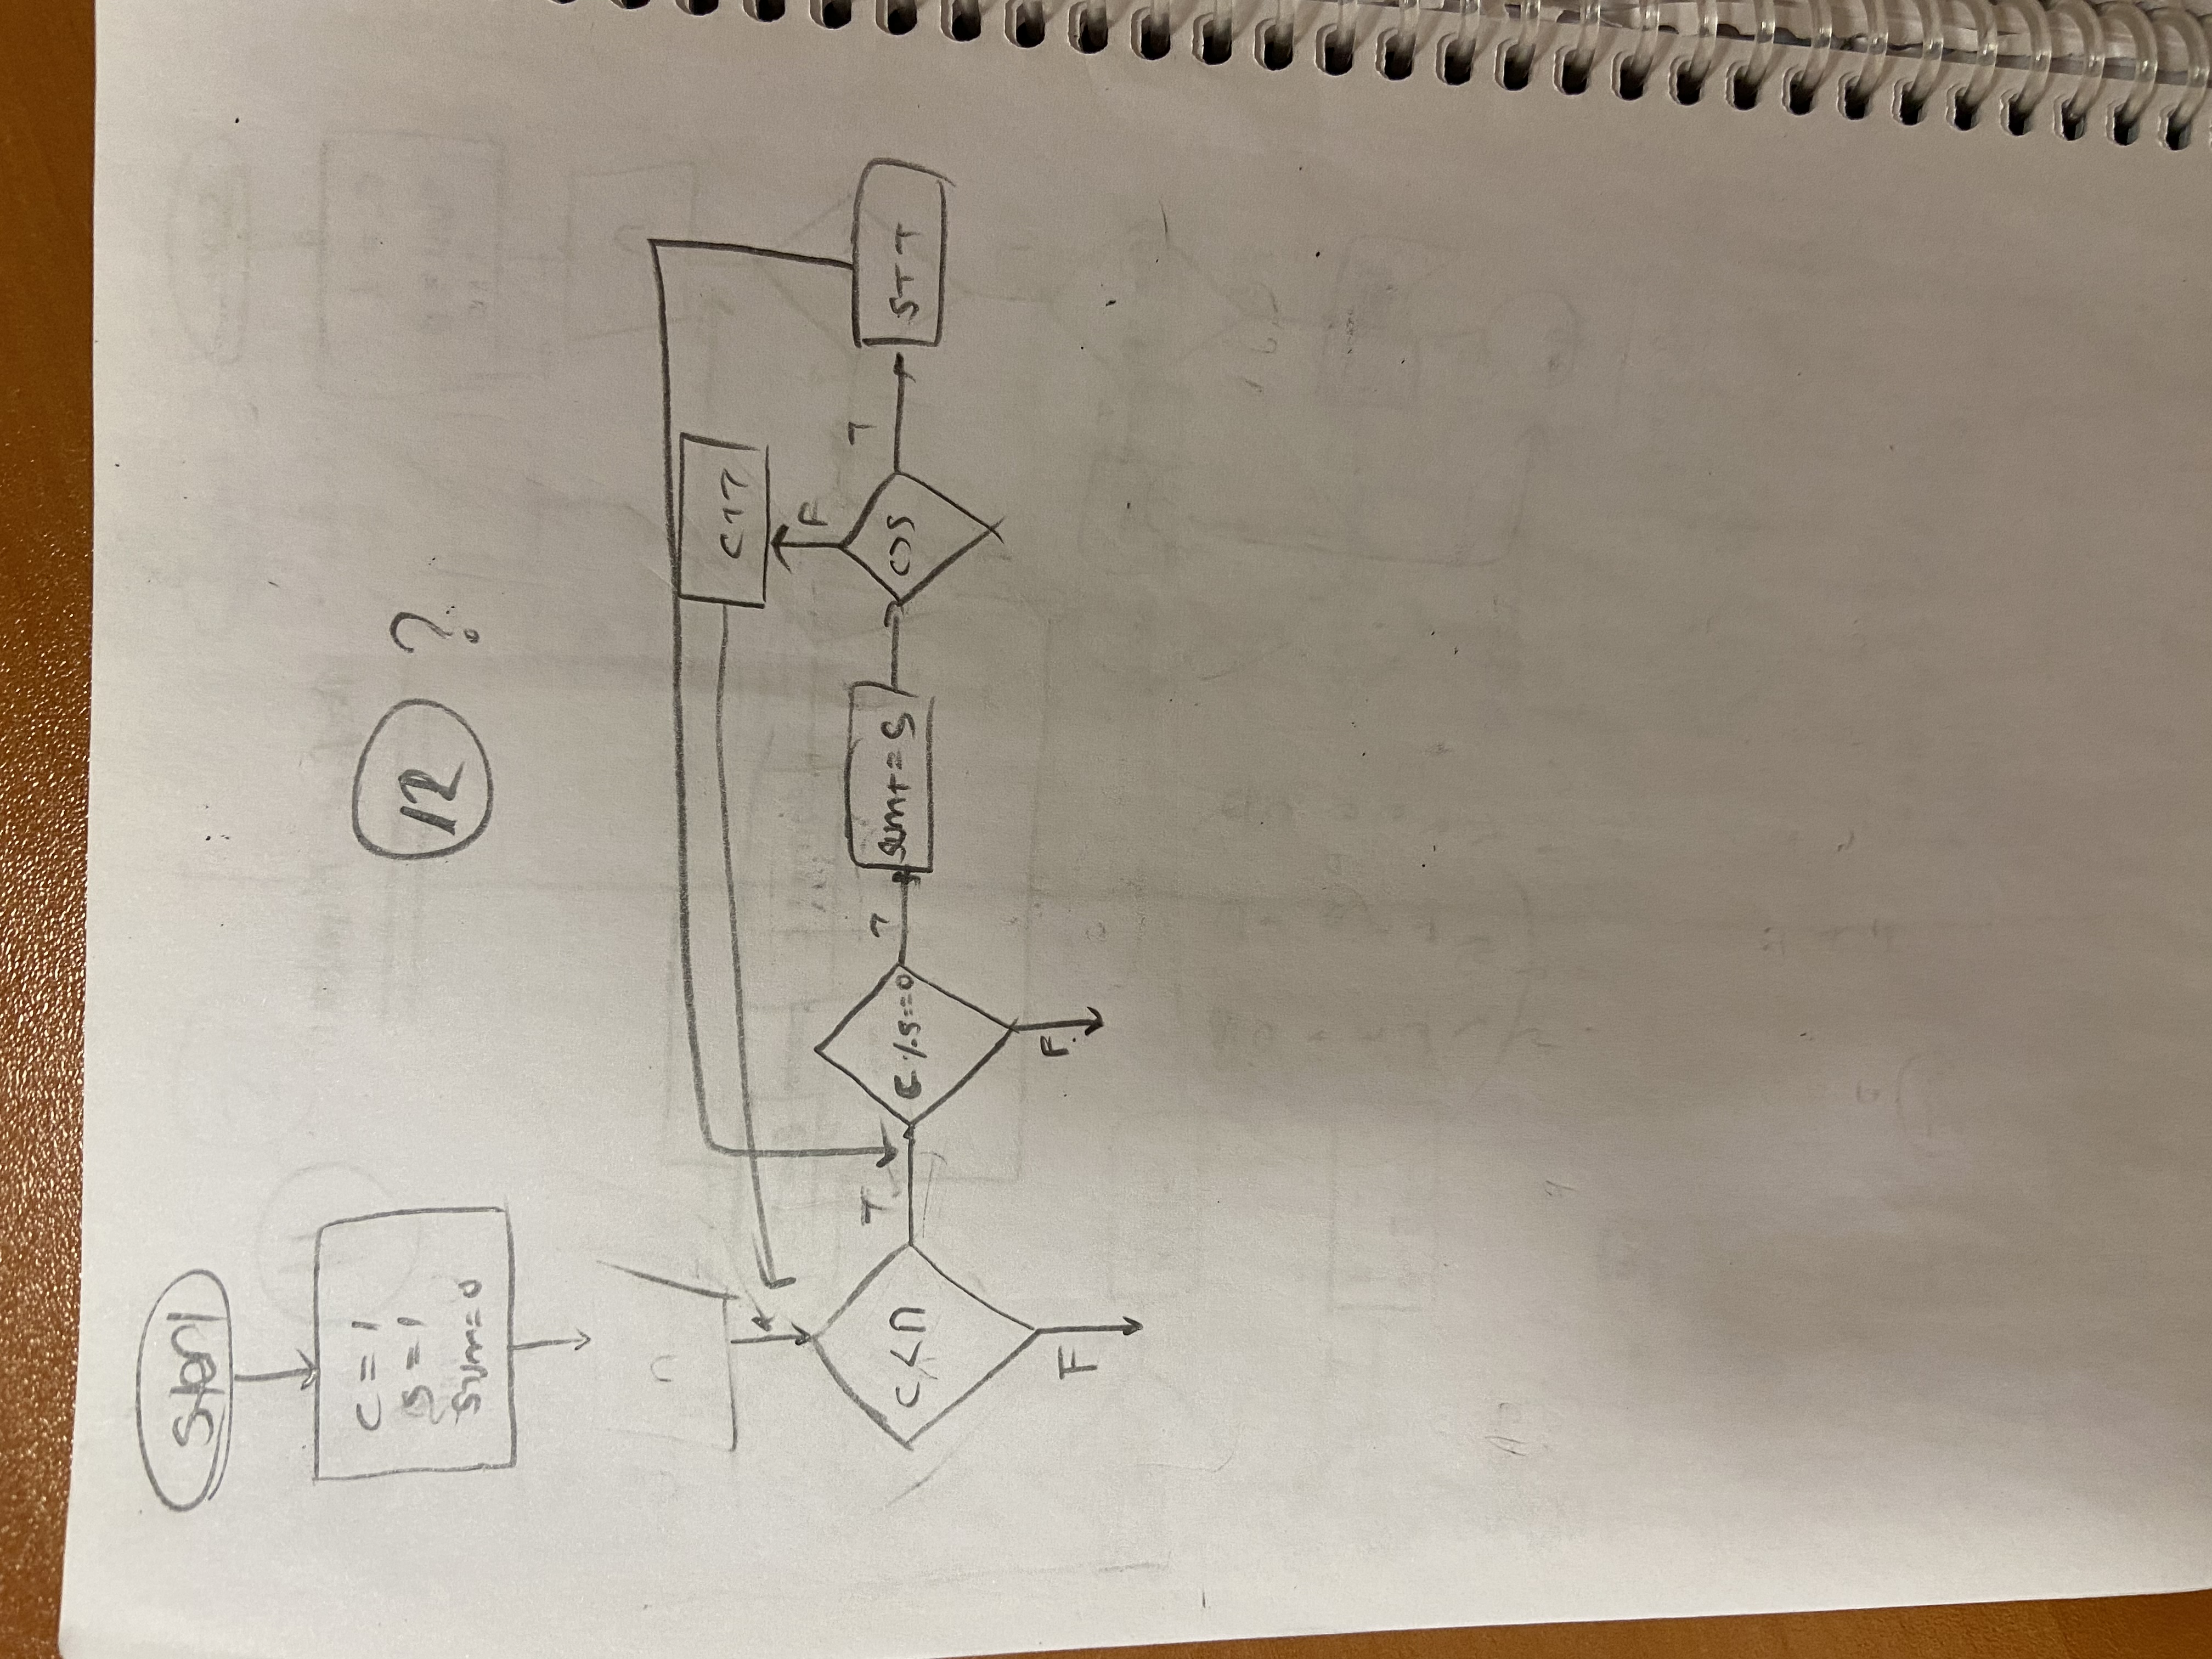 Start
C = 1
S = 1
Sum = 0
12 ?
n
C < n
T
F
C % S == 0
T
F
Sum += S
C > S
T
F
C++
S++